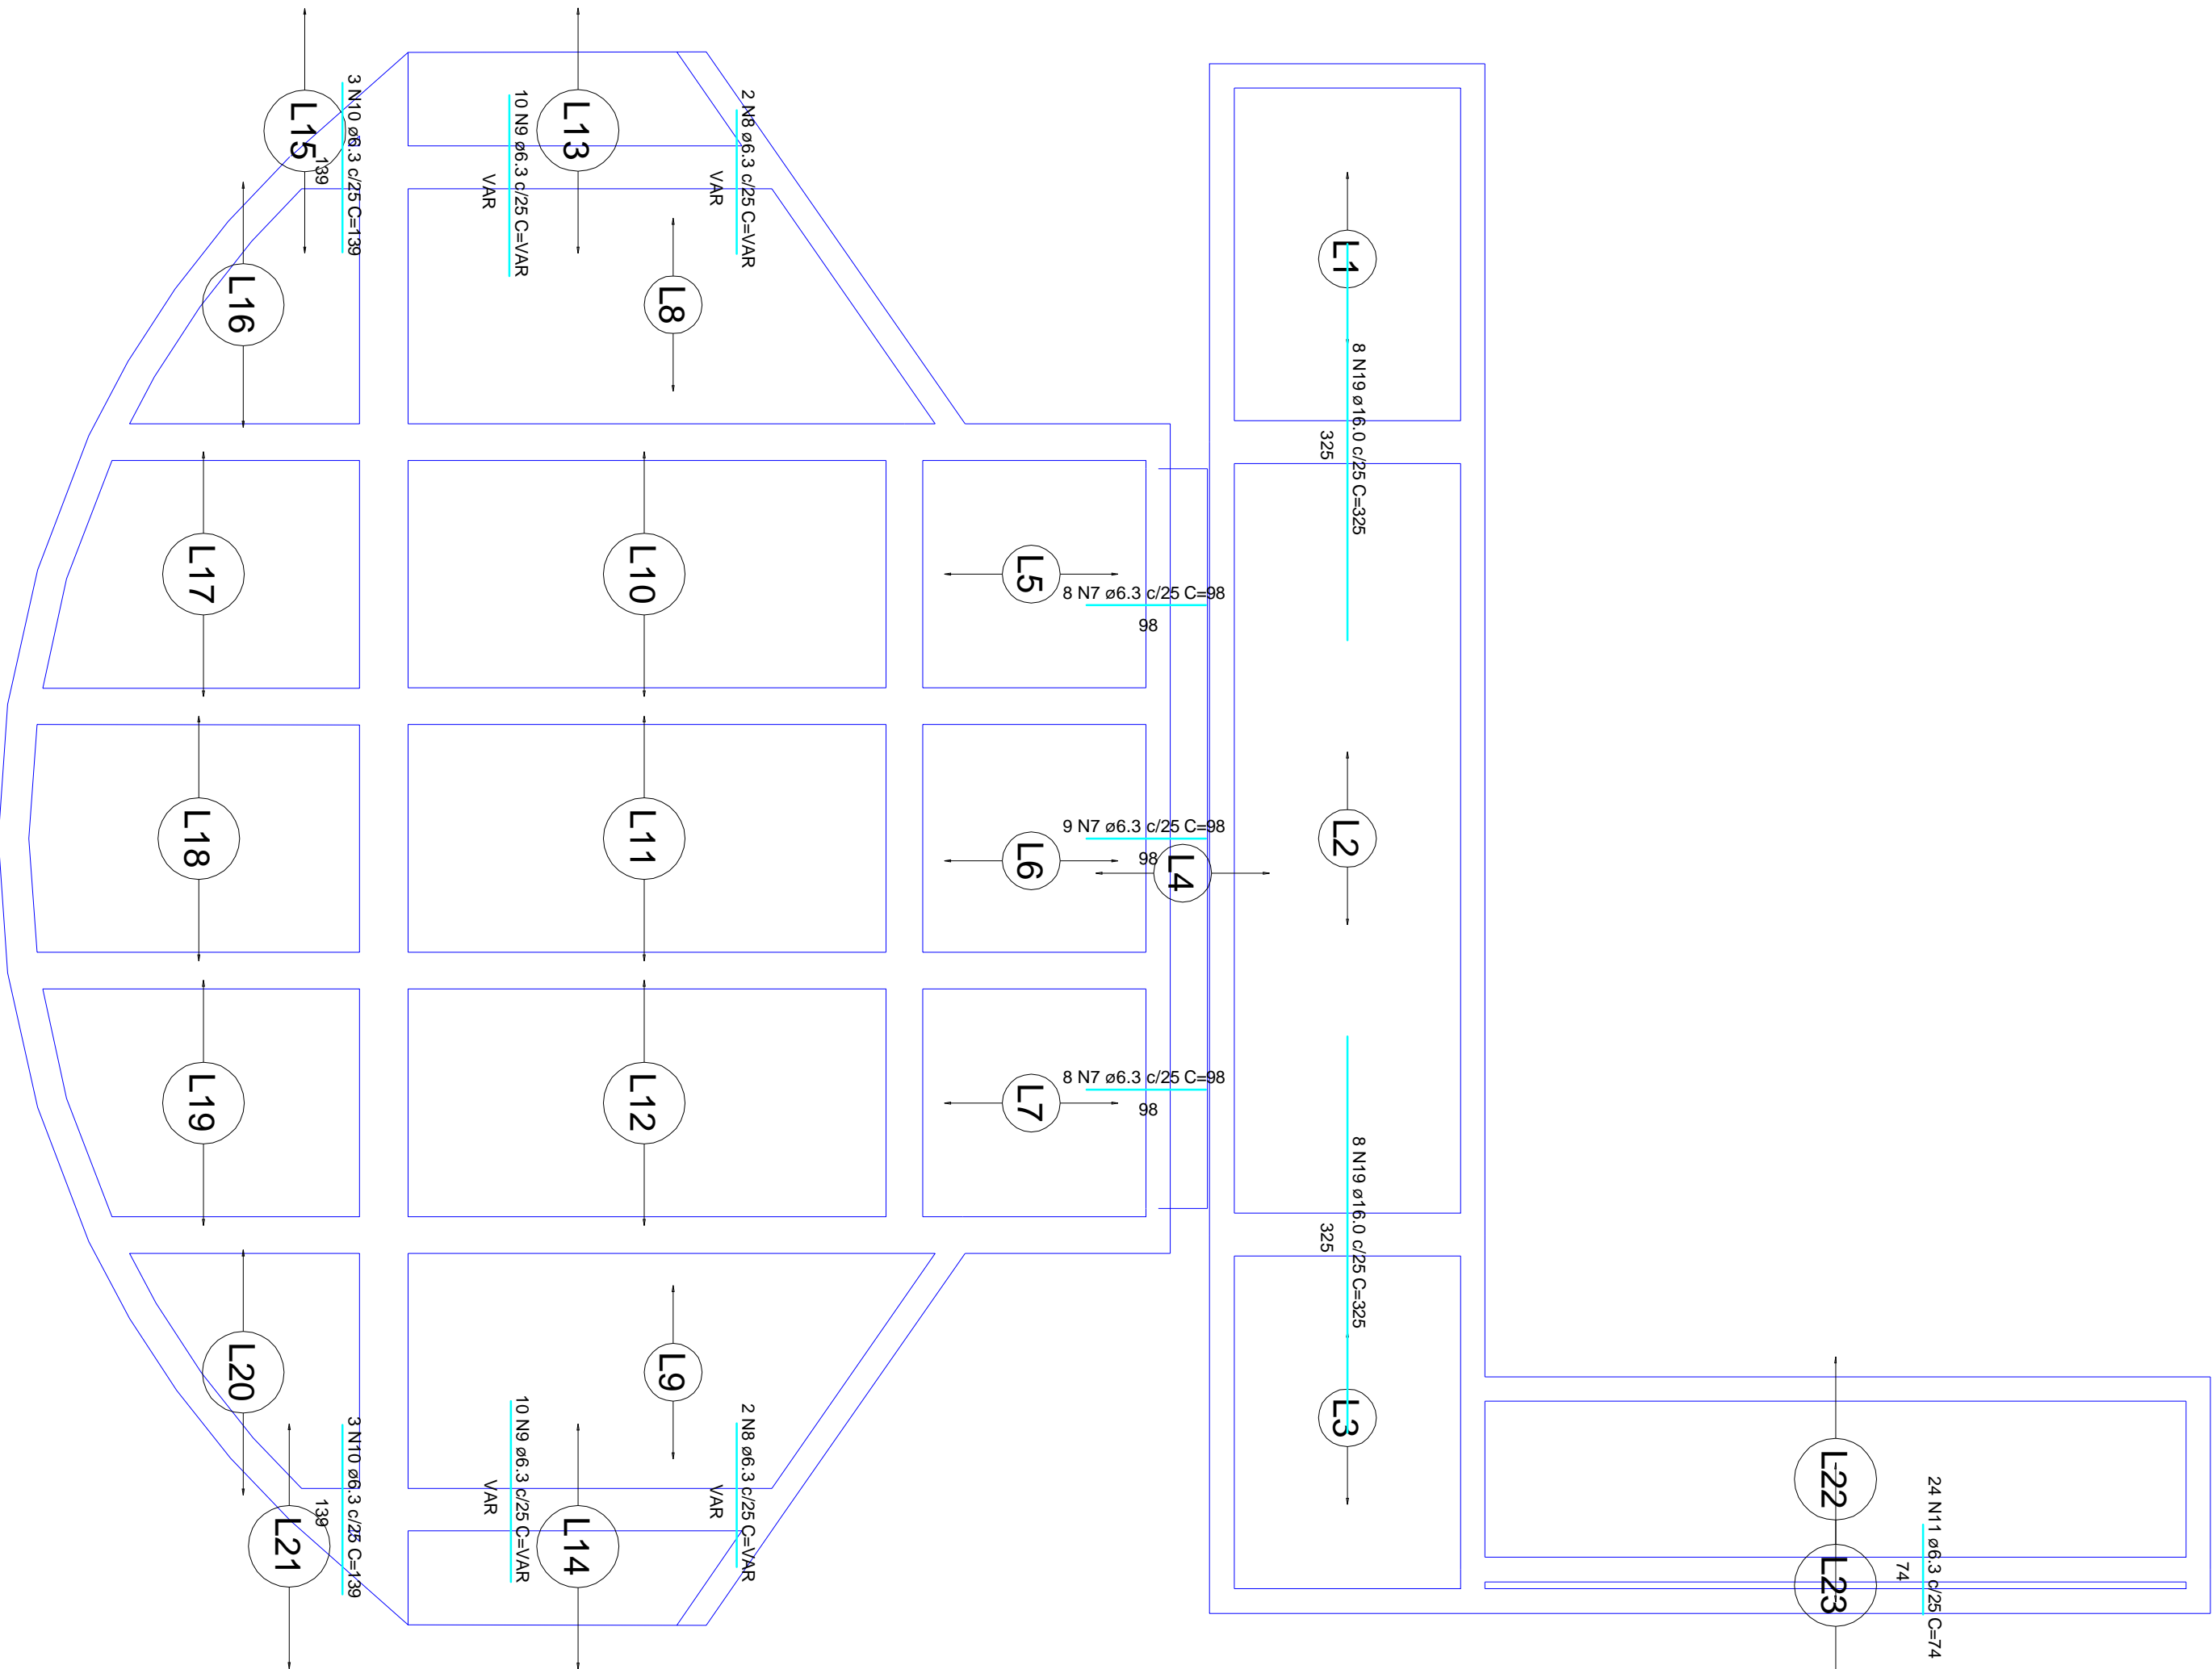 L15
3 N10 ø6.3 c/25 C=139
139
L13
10 N9 ø6.3 c/25 C=VAR
VAR
2 N8 ø6.3 c/25 C=VAR
VAR
L1
8 N19 ø16.0 c/25 C=325
325
L16
L8
L17
L10
L5
8 N7 ø6.3 c/25 C=98
98
L18
L11
L6
9 N7 ø6.3 c/25 C=98
98
L4
L2
L19
L12
L7
8 N7 ø6.3 c/25 C=98
98
8 N19 ø16.0 c/25 C=325
325
L20
L9
L3
L21
3 N10 ø6.3 c/25 C=139
139
L14
10 N9 ø6.3 c/25 C=VAR
VAR
2 N8 ø6.3 c/25 C=VAR
VAR
L22
L23
24 N11 ø6.3 c/25 C=74
74